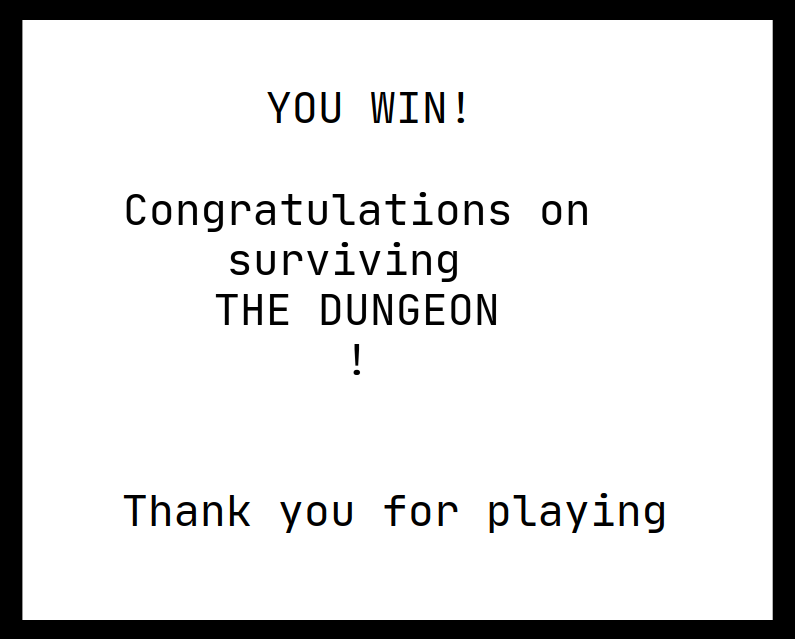 YOU WIN!
Congratulations on
surviving
THE DUNGEON
!
Thank you for playing